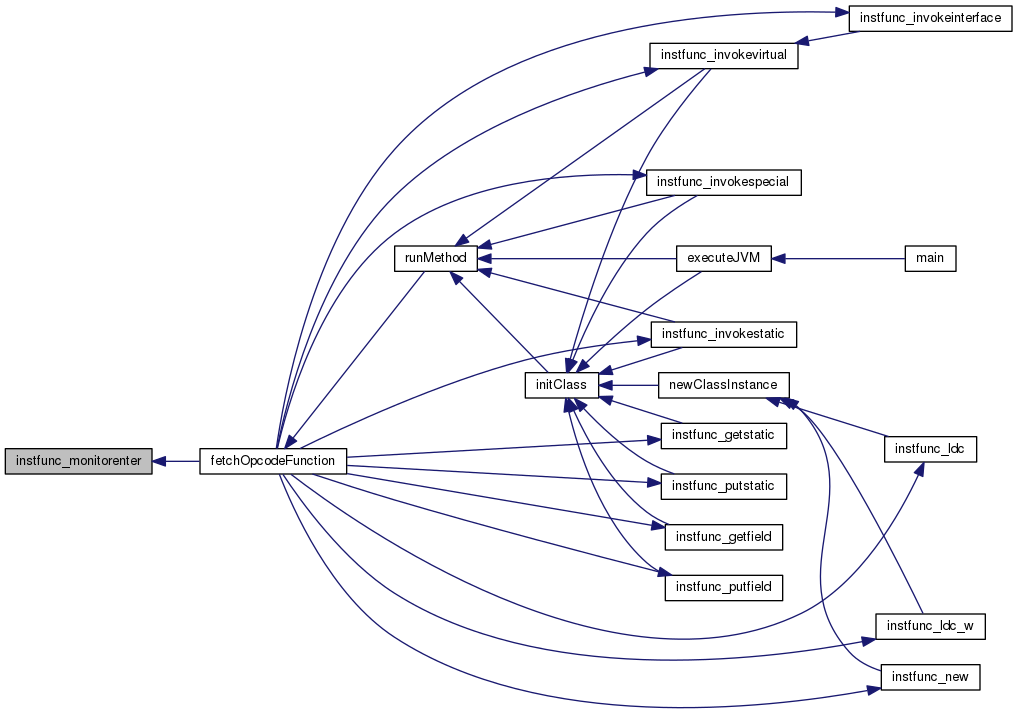 instfunc_invokeinterface
instfunc_invokevirtual
instfunc_invokespecial
runMethod
executeJVM
main
instfunc_invokestatic
initClass
newClassInstance
instfunc_getstatic
instfunc_ldc
instfunc_monitorenter
fetchOpcodeFunction
instfunc_putstatic
instfunc_getfield
instfunc_putfield
instfunc_ldc_w
instfunc_new